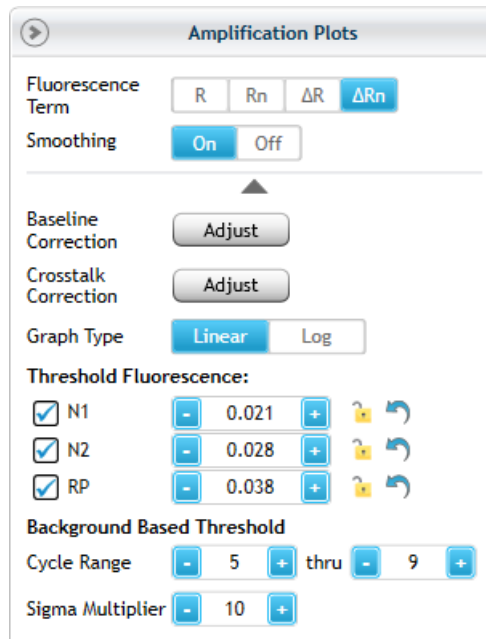 Amplification Plots
Fluorescence
Term
R Rn ΔR ΔRn
Smoothing
On Off
Baseline
Correction
Adjust
Crosstalk
Correction
Adjust
Graph Type
Linear Log
Threshold Fluorescence:
N1 - 0.021 +
N2 - 0.028 +
RP - 0.038 +
Background Based Threshold
Cycle Range - 5 + thru - 9 +
Sigma Multiplier - 10 +